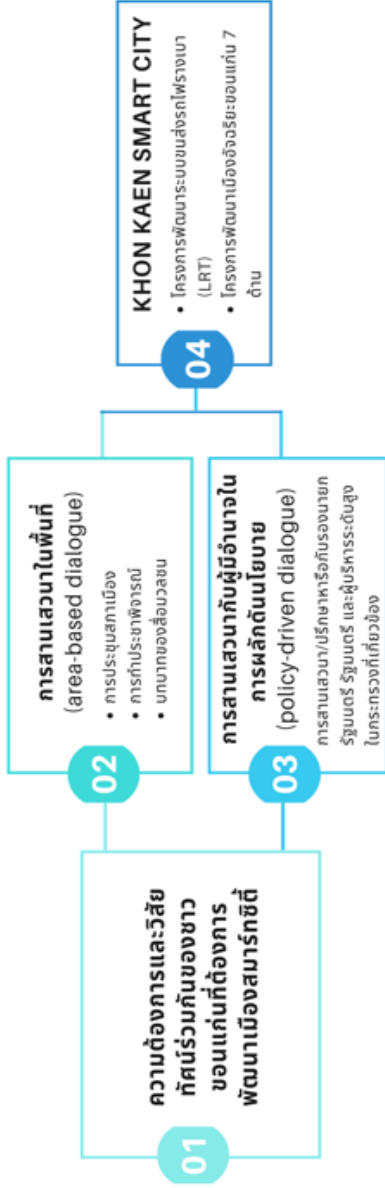 01
ความต้องการและวิสัย
ทัศน์ร่วมกันของชาว
ขอนแก่นที่ต้องการ
พัฒนาเมืองสมาร์ทซิตี้
02
การสานเสวนาในพื้นที่
(area-based dialogue)
• การประชุมสภาเมือง
• การทำประชาพิจารณ์
• บทบาทของสื่อมวลชน
03
การสานเสวนากับผู้มีอำนาจใน
การผลักดันนโยบาย
(policy-driven dialogue)
การสานเสวนา/ปรึกษาหารือกับรองนายก
รัฐมนตรี รัฐมนตรี และผู้บริหารระดับสูง
ในกระทรวงที่เกี่ยวข้อง
04
KHON KAEN SMART CITY
• โครงการพัฒนาระบบขนส่งรถไฟรางเบา
(LRT)
• โครงการพัฒนาเมืองอัจฉริยะขอนแก่น 7
ด้าน